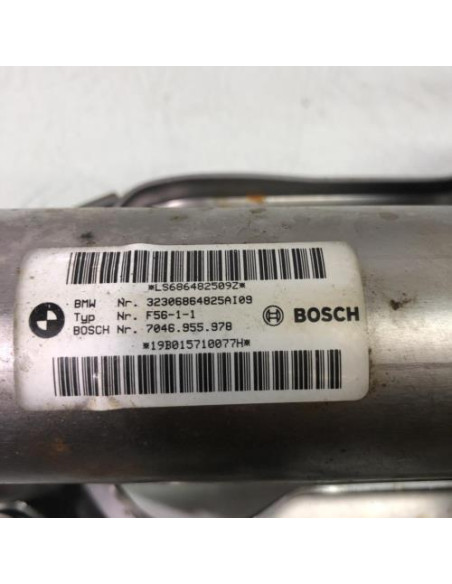 *LS686482509Z*
BMW Nr. 32306864825AI09
Typ Nr. F56-1-1
BOSCH Nr. 7046.955.978
BOSCH
*19B015710077H*